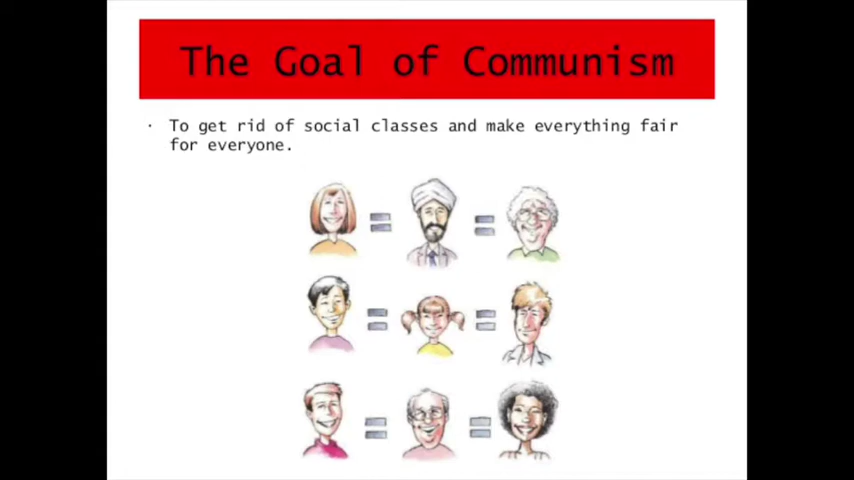 The Goal of Communism
· To get rid of social classes and make everything fair
for everyone.